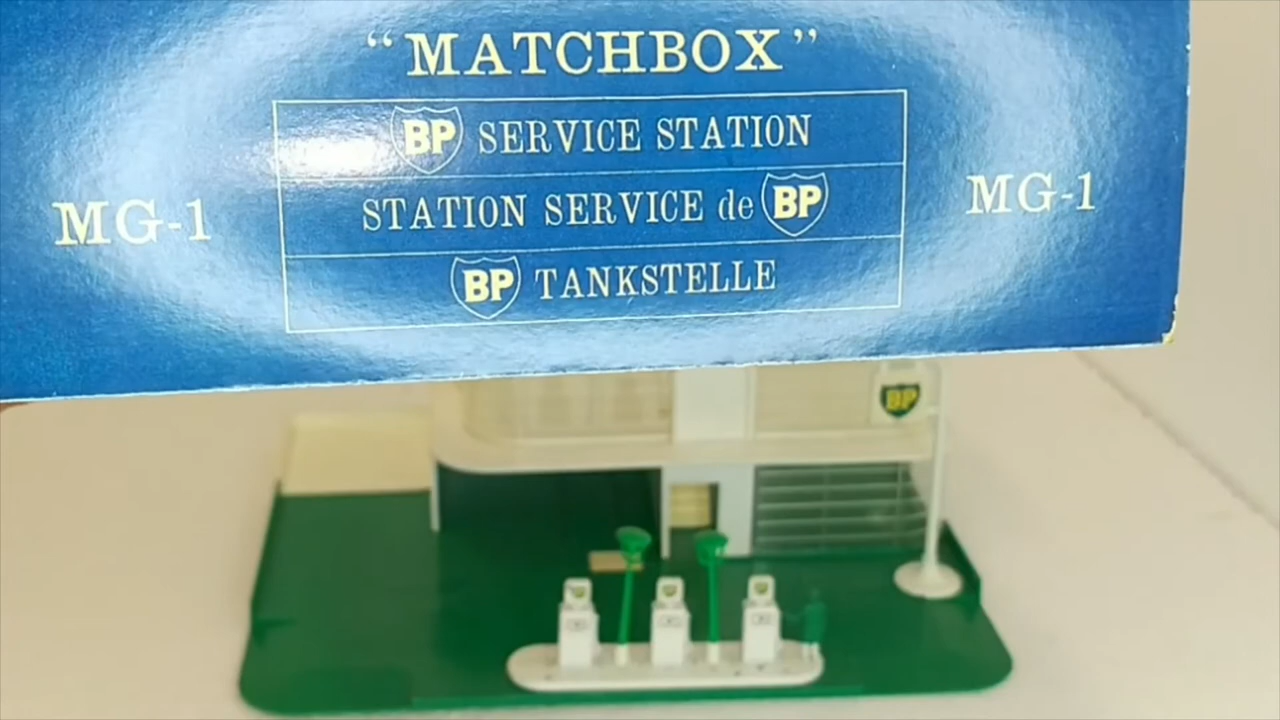 “MATCHBOX”
BP SERVICE STATION
STATION SERVICE de BP
BP TANKSTELLE
MG-1
MG-1
BP